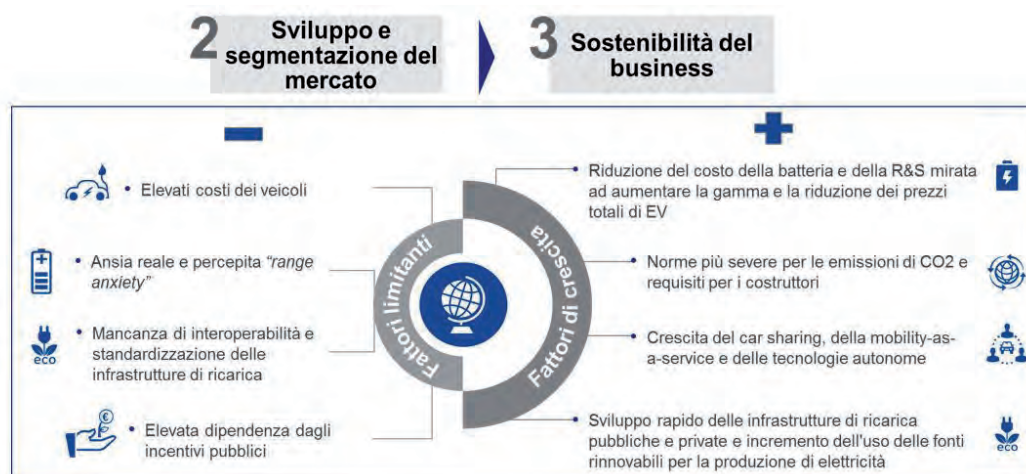 2 Sviluppo e
segmentazione del
mercato
3 Sostenibilità del
business
• Elevati costi dei veicoli
• Ansia reale e percepita “range
anxiety”
• Mancanza di interoperabilità e
standardizzazione delle
infrastrutture di ricarica
eco
• Elevata dipendenza dagli
incentivi pubblici
Fattori limitanti
Fattori di crescita
• Riduzione del costo della batteria e della R&S mirata
ad aumentare la gamma e la riduzione dei prezzi
totali di EV
• Norme più severe per le emissioni di CO2 e
requisiti per i costruttori
• Crescita del car sharing, della mobility-as-
a-service e delle tecnologie autonome
• Sviluppo rapido delle infrastrutture di ricarica
pubbliche e private e incremento dell'uso delle fonti
rinnovabili per la produzione di elettricità
eco